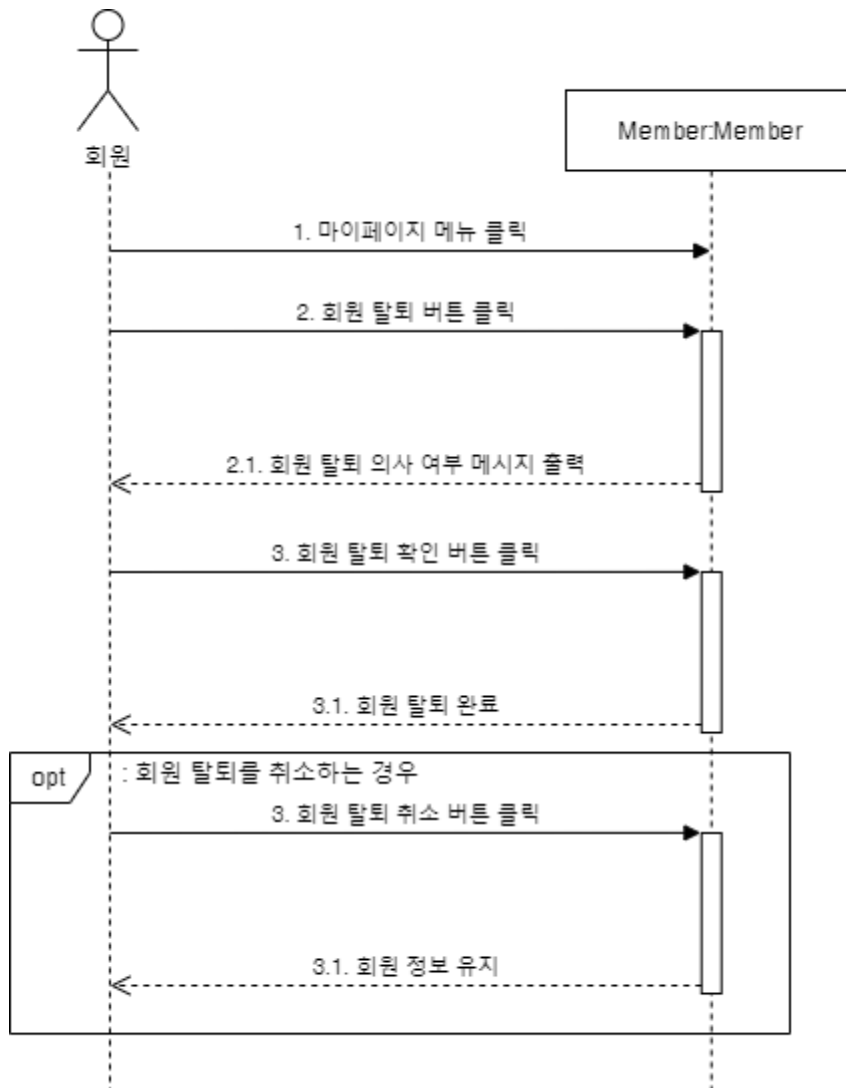 회원
Member:Member
1. 마이페이지 메뉴 클릭
2. 회원 탈퇴 버튼 클릭
2.1. 회원 탈퇴 의사 여부 메시지 출력
3. 회원 탈퇴 확인 버튼 클릭
3.1. 회원 탈퇴 완료
opt : 회원 탈퇴를 취소하는 경우
3. 회원 탈퇴 취소 버튼 클릭
3.1. 회원 정보 유지